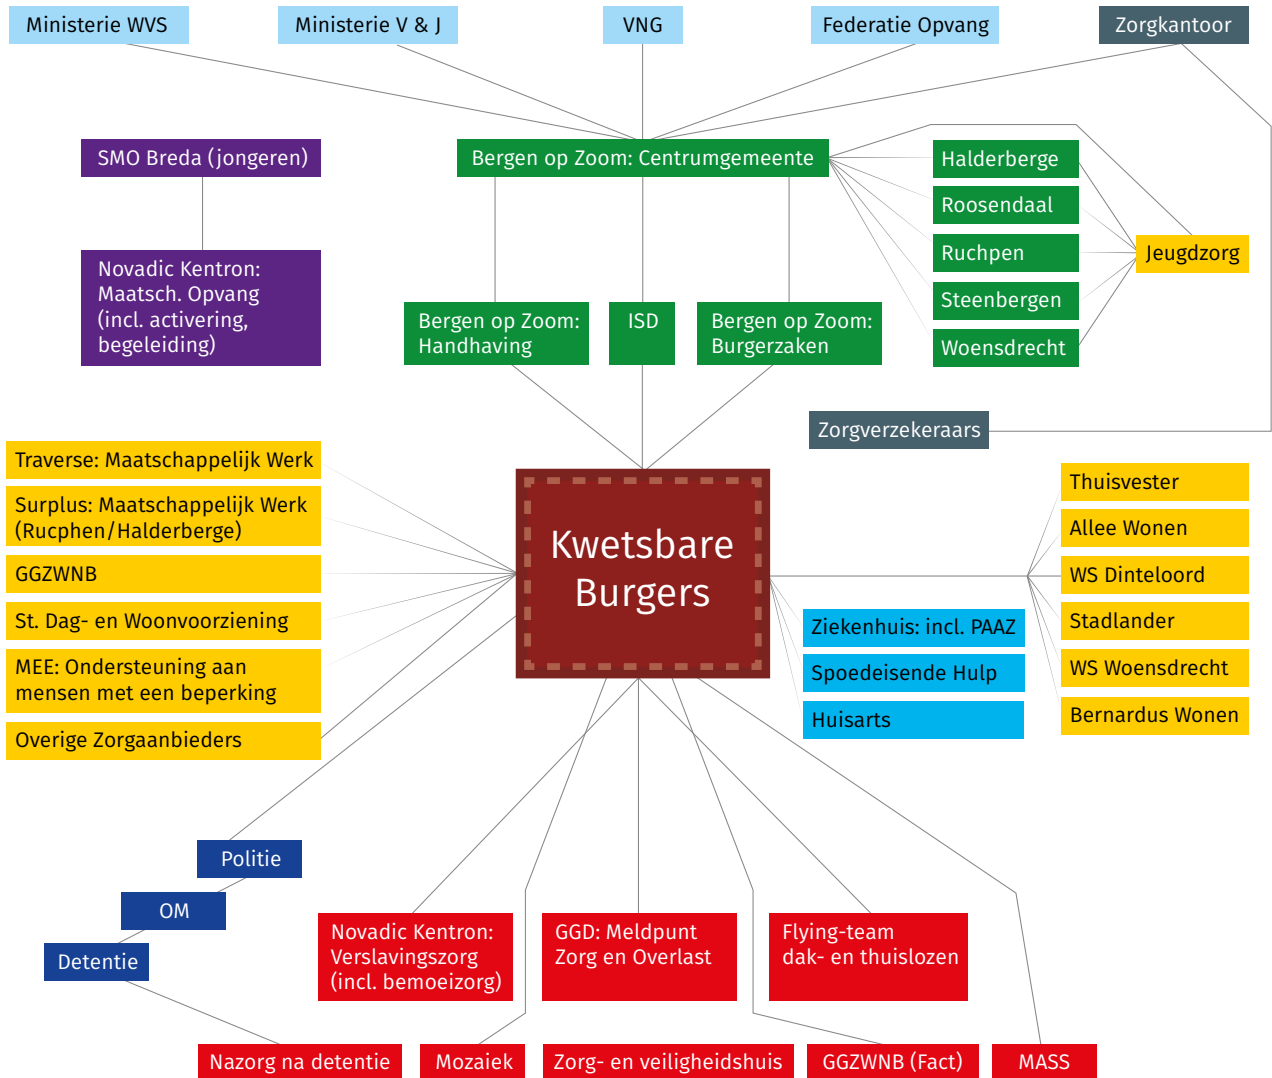 Ministerie WVS
Ministerie V & J
VNG
Federatie Opvang
Zorgkantoor
SMO Breda (jongeren)
Bergen op Zoom: Centrumgemeente
Halderberge
Roosendaal
Ruchpen
Steenbergen
Woensdrecht
Jeugdzorg
Novadic Kentron:
Maatsch. Opvang
(incl. activering,
begeleiding)
Bergen op Zoom:
Handhaving
ISD
Bergen op Zoom:
Burgerzaken
Zorgverzekeraars
Traverse: Maatschappelijk Werk
Surplus: Maatschappelijk Werk
(Rucphen/Halderberge)
GGZWNB
St. Dag- en Woonvoorziening
MEE: Ondersteuning aan
mensen met een beperking
Overige Zorgaanbieders
Kwetsbare
Burgers
Thuisvester
Allee Wonen
WS Dinteloord
Stadlander
WS Woensdrecht
Bernardus Wonen
Ziekenhuis: incl. PAAZ
Spoedeisende Hulp
Huisarts
Politie
OM
Detentie
Novadic Kentron:
Verslavingszorg
(incl. bemoeizorg)
GGD: Meldpunt
Zorg en Overlast
Flying-team
dak- en thuislozen
Nazorg na detentie
Mozaiek
Zorg- en veiligheidshuis
GGZWNB (Fact)
MASS